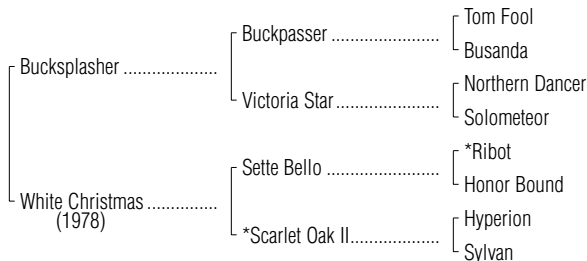 Tom Fool
Buckpasser .....................
Busanda
Bucksplasher ..................
Northern Dancer
Victoria Star ....................
Solometeor
*Ribot
Sette Bello ......................
Honor Bound
White Christmas .............
(1978)
Hyperion
*Scarlet Oak II..................
Sylvan